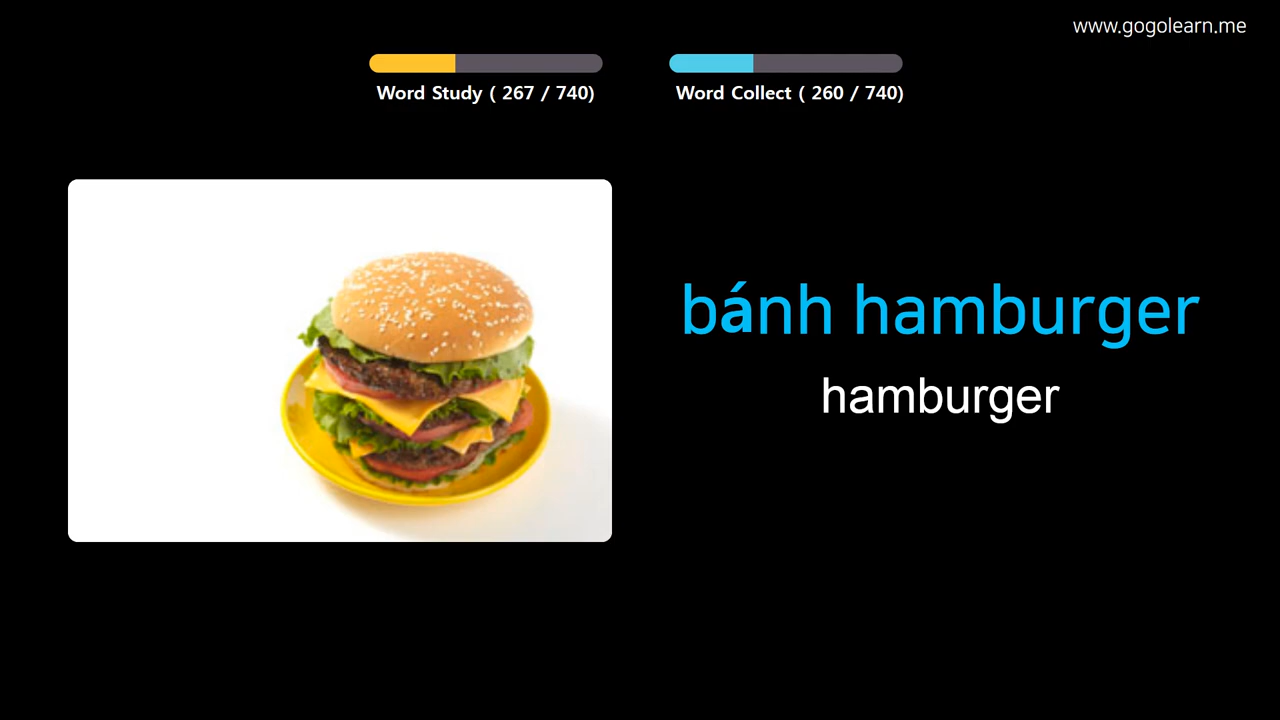 www.gogolearn.me
Word Study ( 267 / 740)
Word Collect ( 260 / 740)
bánh hamburger
hamburger